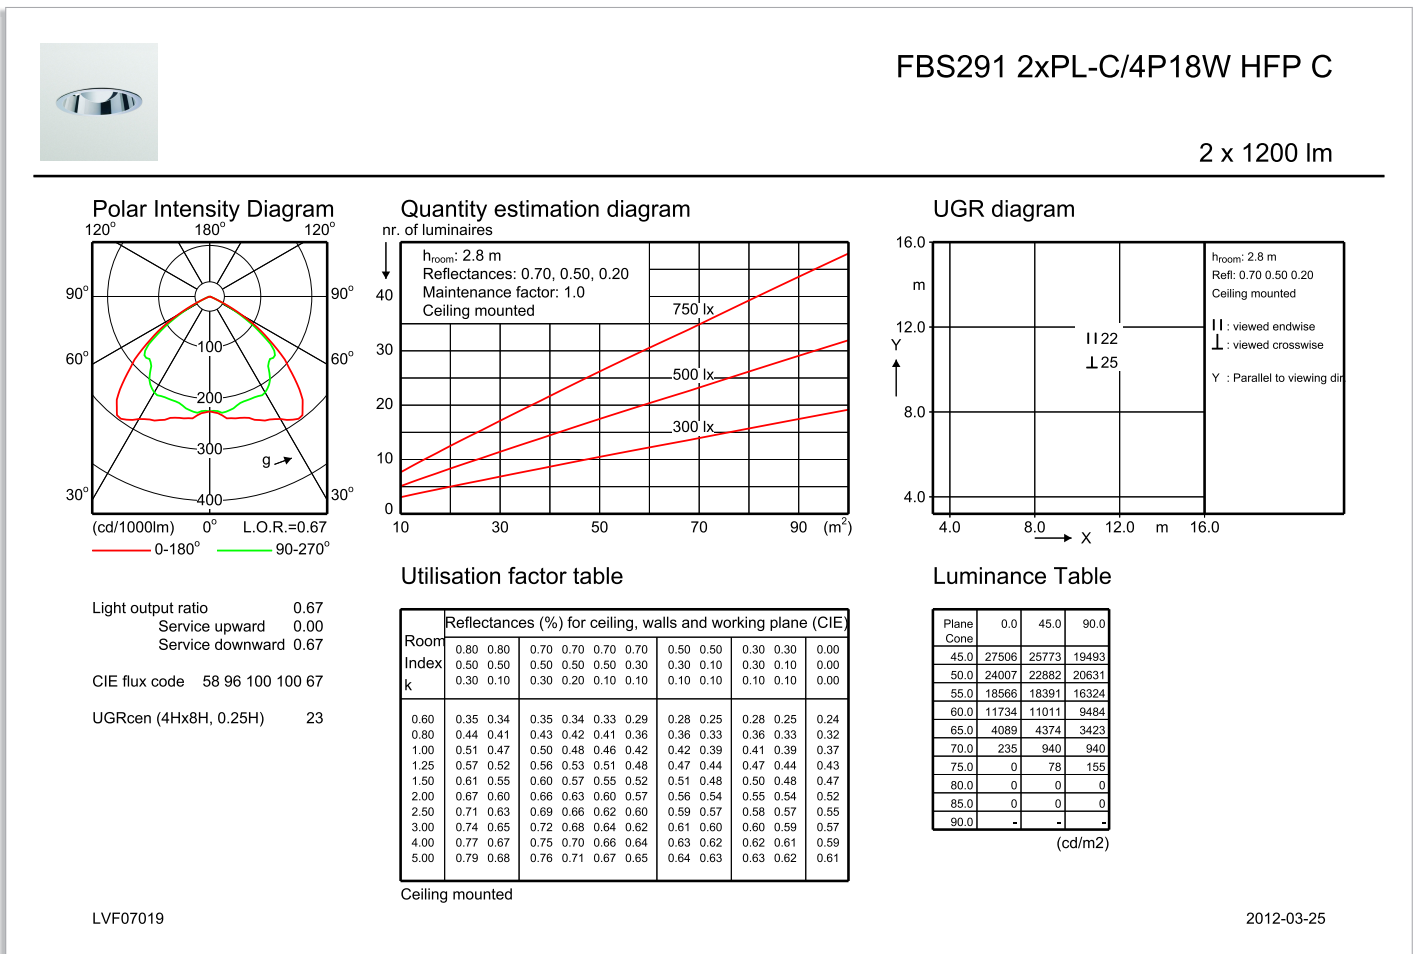 FBS291 2xPL-C/4P18W HFP C
2 x 1200 lm
Polar Intensity Diagram
120° 180° 120°
90° 90°
60° 60°
30° 30°
100
200
300
400
g
(cd/1000lm) 0° L.O.R.=0.67
0-180° 90-270°
Light output ratio 0.67
Service upward 0.00
Service downward 0.67
CIE flux code 58 96 100 100 67
UGRcen (4Hx8H, 0.25H) 23
Quantity estimation diagram
nr. of luminaires
hroom: 2.8 m
Reflectances: 0.70, 0.50, 0.20
Maintenance factor: 1.0
Ceiling mounted
40
30
20
10
0
750 lx
500 lx
300 lx
10 30 50 70 90 (m2)
UGR diagram
16.0
m
12.0
Y
8.0
4.0
22
25
4.0 8.0 12.0 m 16.0
X
hroom: 2.8 m
Refl: 0.70 0.50 0.20
Ceiling mounted
: viewed endwise
: viewed crosswise
Y : Parallel to viewing dir.
Utilisation factor table
Room
Index
k
Reflectances (%) for ceiling, walls and working plane (CIE)
0.80 0.80 0.70 0.70 0.70 0.70 0.50 0.50 0.30 0.30 0.00
0.50 0.50 0.50 0.50 0.50 0.30 0.30 0.10 0.30 0.10 0.00
0.30 0.10 0.30 0.20 0.10 0.10 0.10 0.10 0.10 0.10 0.00
0.60 0.35 0.34 0.35 0.34 0.33 0.29 0.28 0.25 0.28 0.25 0.24
0.80 0.44 0.41 0.43 0.42 0.41 0.36 0.36 0.33 0.36 0.33 0.32
1.00 0.51 0.47 0.50 0.48 0.46 0.42 0.42 0.39 0.41 0.39 0.37
1.25 0.57 0.52 0.56 0.53 0.51 0.48 0.47 0.44 0.47 0.44 0.43
1.50 0.61 0.55 0.60 0.57 0.55 0.52 0.51 0.48 0.50 0.48 0.47
2.00 0.67 0.60 0.66 0.63 0.60 0.57 0.56 0.54 0.55 0.54 0.52
2.50 0.71 0.63 0.69 0.66 0.62 0.60 0.59 0.57 0.58 0.57 0.55
3.00 0.74 0.65 0.72 0.68 0.64 0.62 0.61 0.60 0.60 0.59 0.57
4.00 0.77 0.67 0.75 0.70 0.66 0.64 0.63 0.62 0.62 0.61 0.59
5.00 0.79 0.68 0.76 0.71 0.67 0.65 0.64 0.63 0.63 0.62 0.61
Ceiling mounted
Luminance Table
Plane 0.0 45.0 90.0
Cone
45.0 27506 25773 19493
50.0 24007 22882 20631
55.0 18566 18391 16324
60.0 11734 11011 9484
65.0 4089 4374 3423
70.0 235 940 940
75.0 0 78 155
80.0 0 0 0
85.0 0 0 0
90.0 - - -
(cd/m2)
LVF07019
2012-03-25